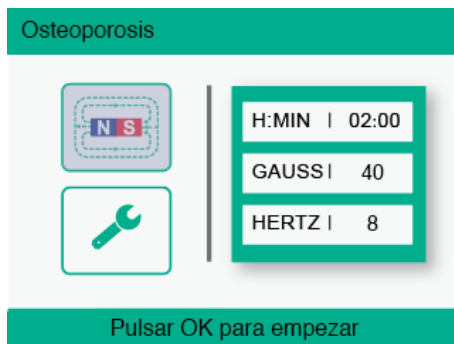 Osteoporosis
N S
H:MIN | 02:00
GAUSS | 40
HERTZ | 8
Pulsar OK para empezar